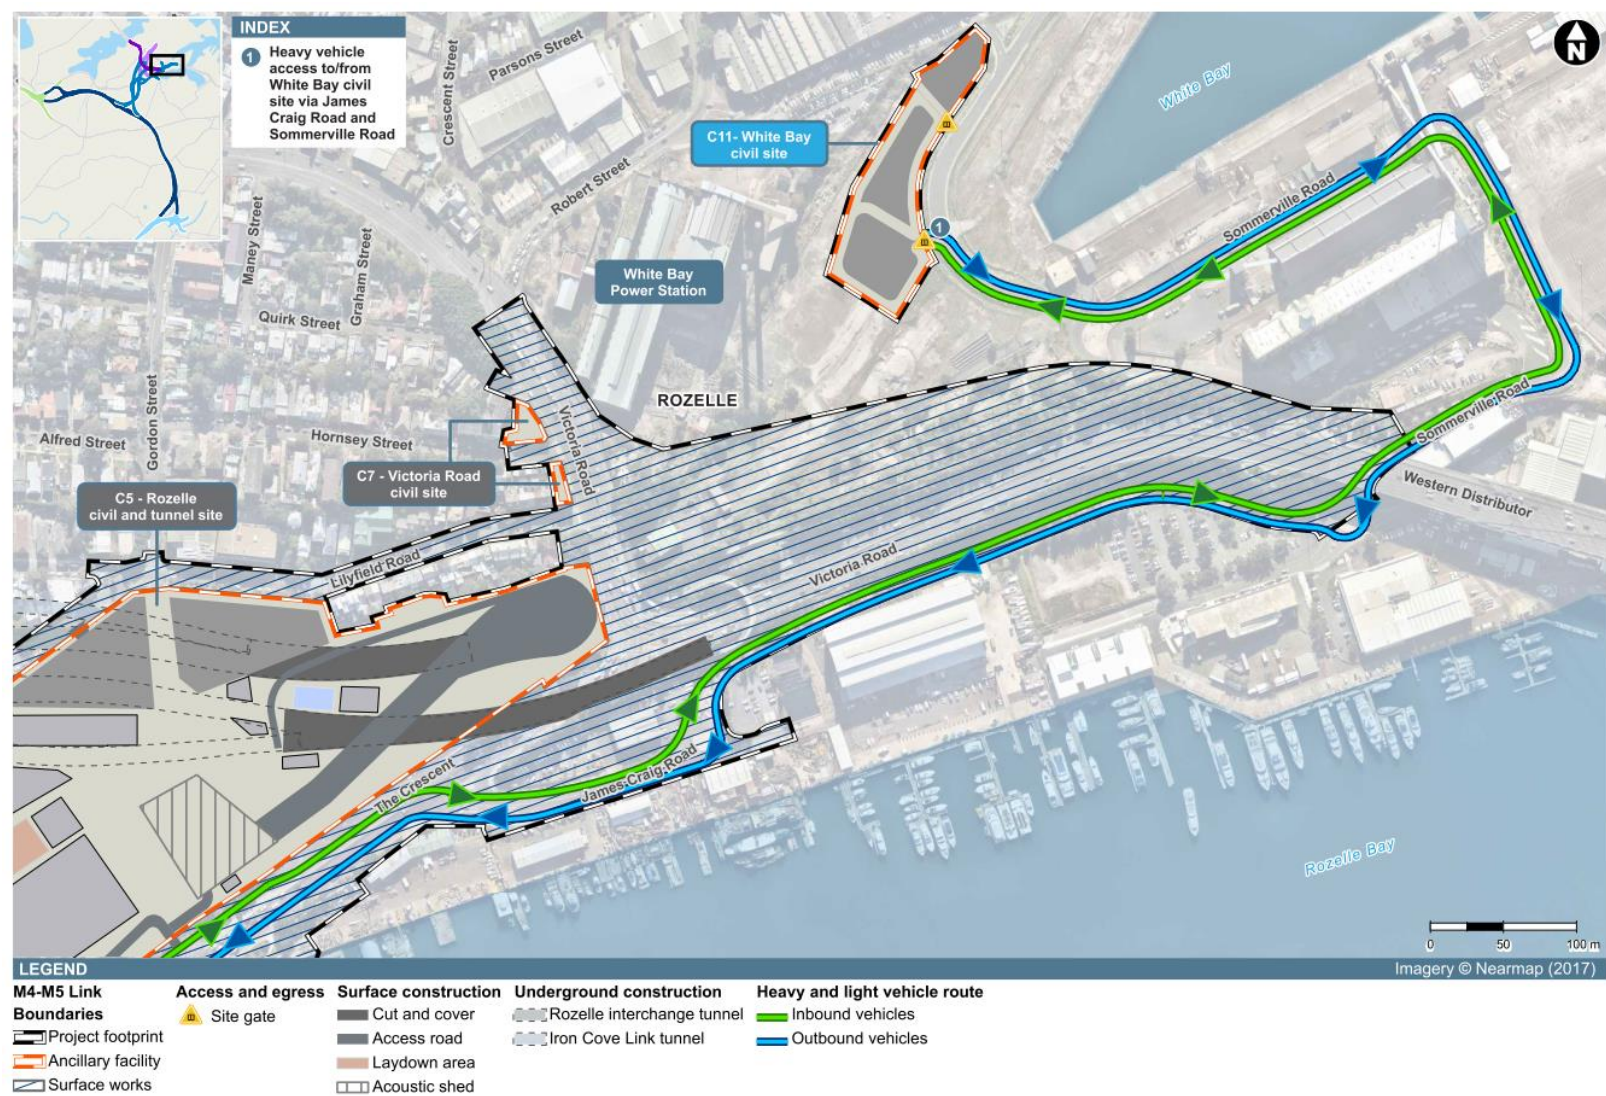 INDEX
1 Heavy vehicle
access to/from
White Bay civil
site via James
Craig Road and
Sommerville Road
N
Crescent Street
Parsons Street
White Bay
C11- White Bay
civil site
Robert Street
Sommerville Road
1
Maney Street
Graham Street
White Bay
Power Station
Quirk Street
ROZELLE
Gordon Street
Victoria Road
Sommerville Road
Alfred Street
Hornsey Street
C7 - Victoria Road
civil site
Western Distributor
C5 - Rozelle
civil and tunnel site
Lilyfield Road
Victoria Road
The Crescent
James Craig Road
Rozelle Bay
0 50 100 m
LEGEND
Imagery © Nearmap (2017)
M4-M5 Link
Boundaries
Project footprint
Ancillary facility
Surface works
Access and egress
Site gate
Surface construction
Cut and cover
Access road
Laydown area
Acoustic shed
Underground construction
Rozelle interchange tunnel
Iron Cove Link tunnel
Heavy and light vehicle route
Inbound vehicles
Outbound vehicles